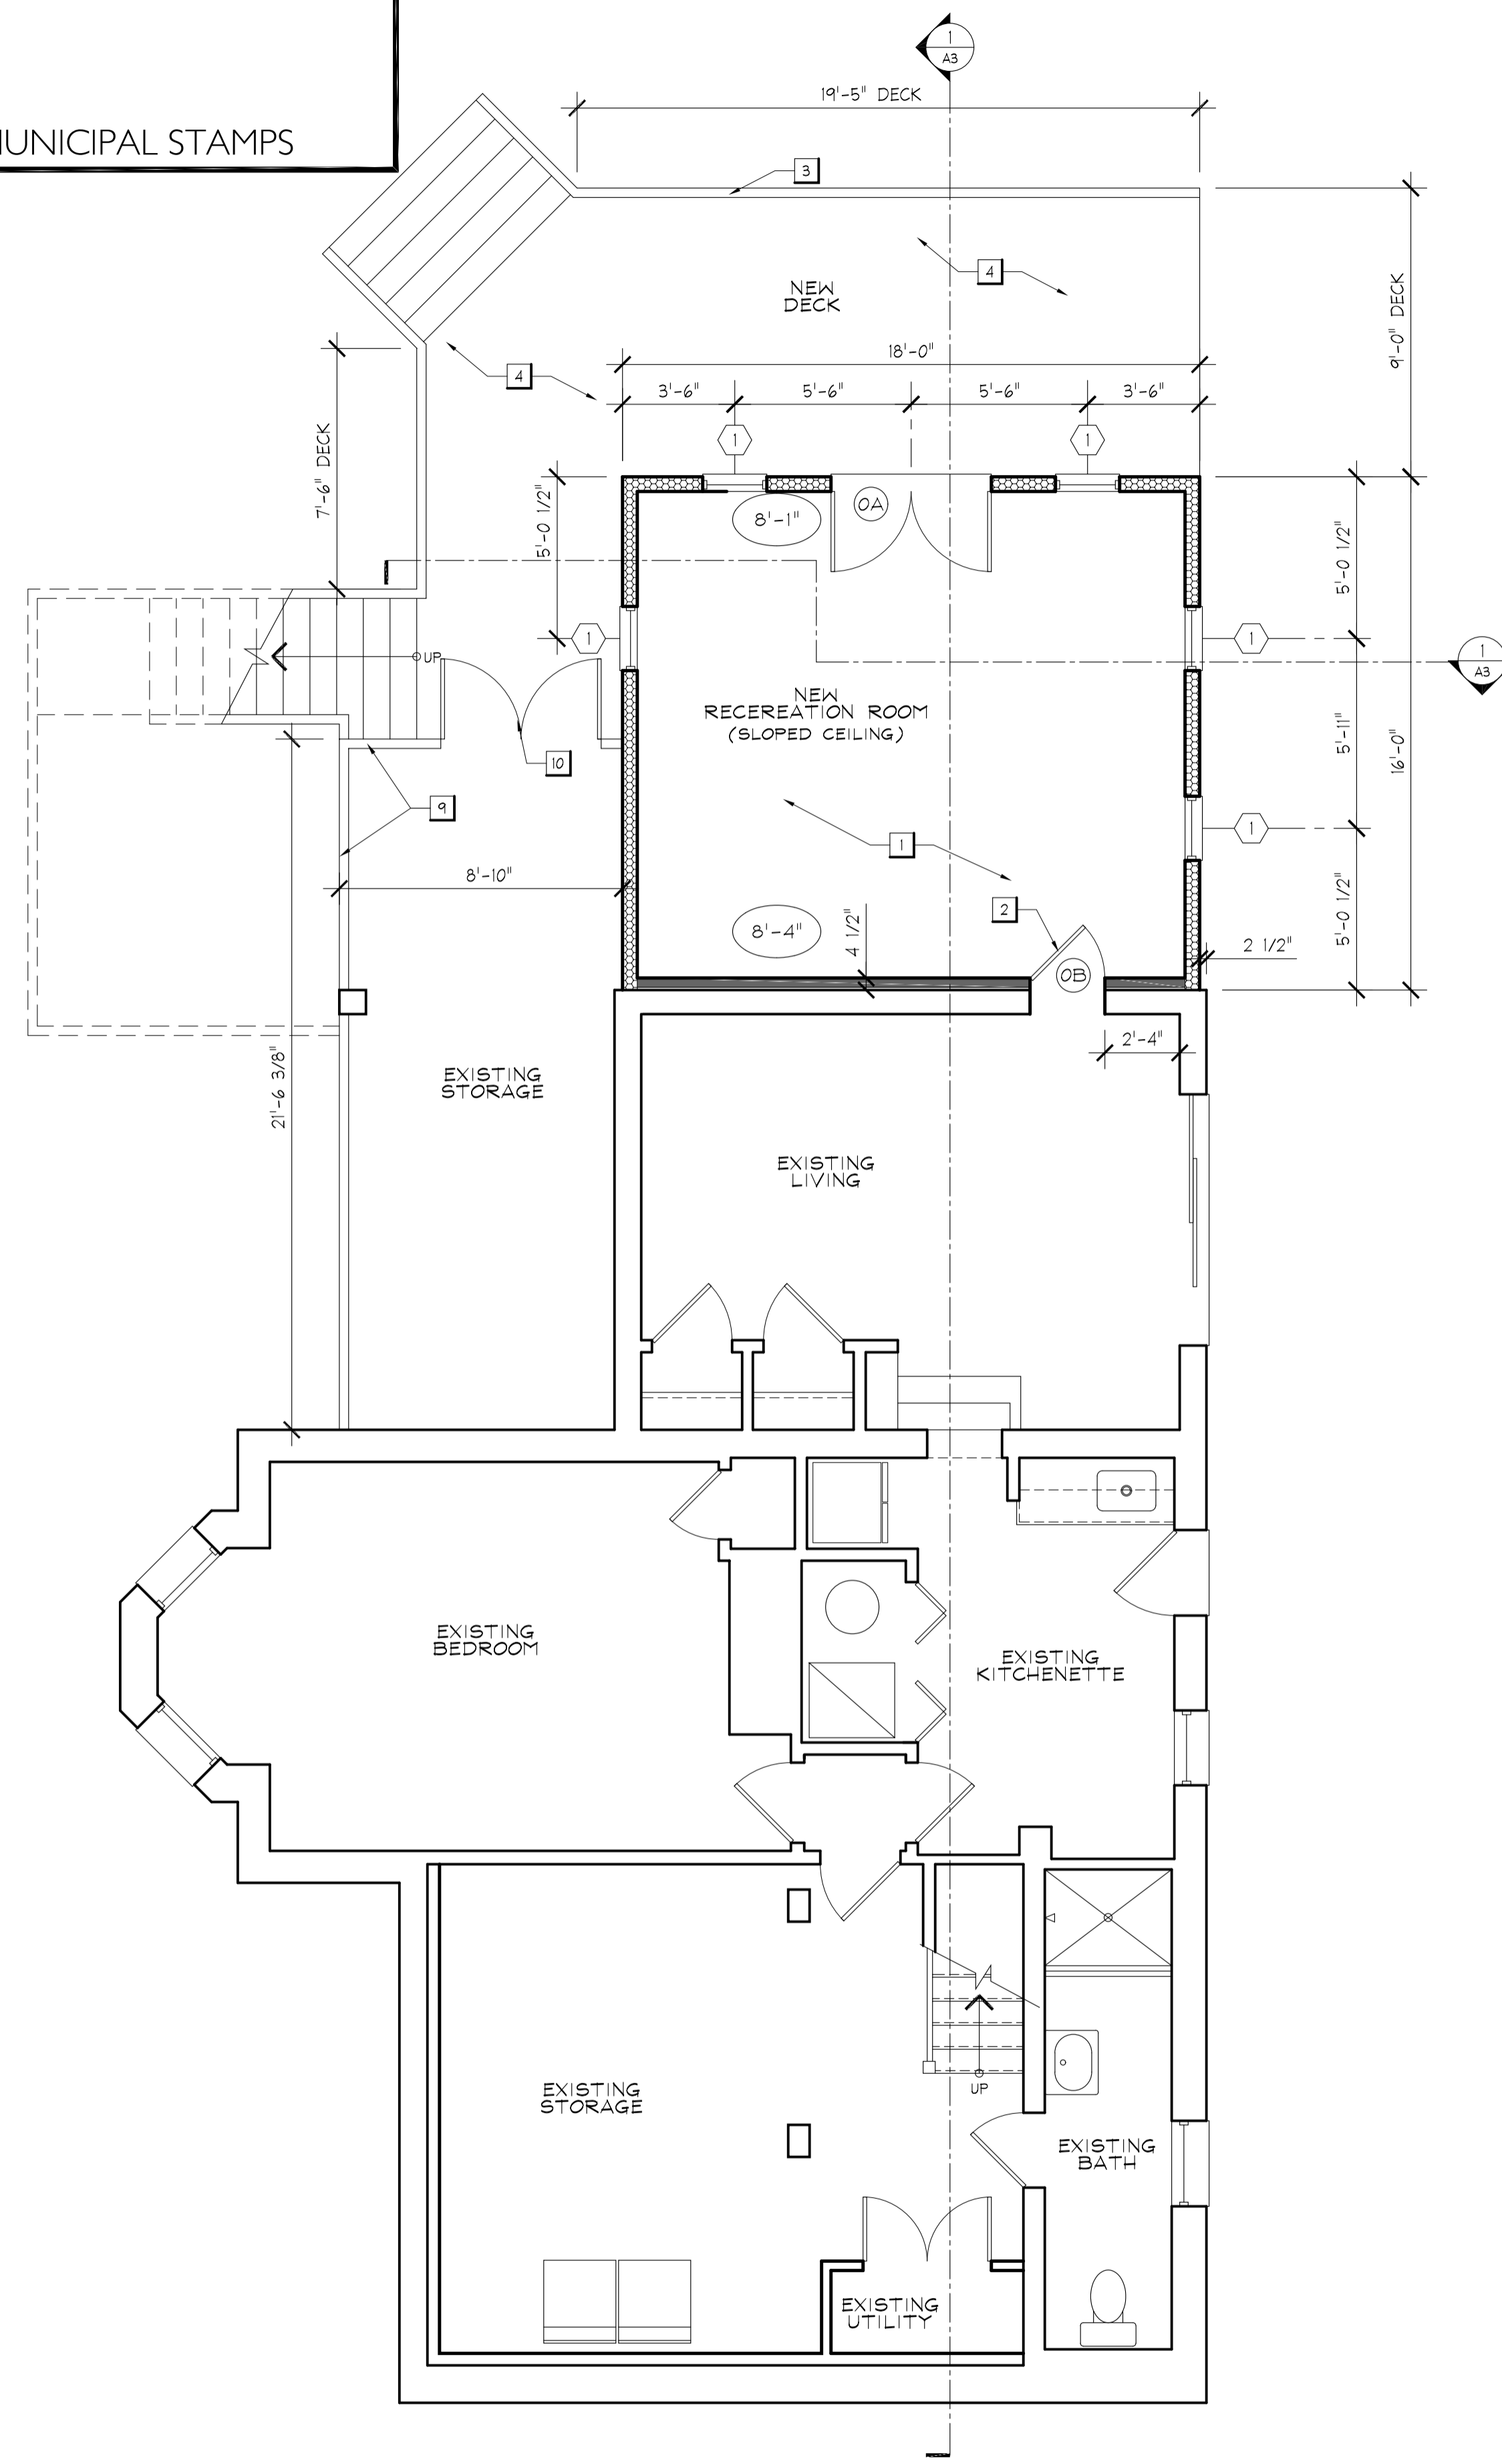 1
A3
19'-5" DECK
MUNICIPAL STAMPS
3
4
NEW
DECK
9'-0" DECK
18'-0"
4
3'-6"
5'-6"
5'-6"
3'-6"
1
1
7'-6" DECK
5'-0 1/2"
8'-1"
OA
5'-0 1/2"
1
1
UP
1
A3
NEW
RECEREATION ROOM
(SLOPED CEILING)
10
5'-11"
16'-0"
9
1
1
8'-10"
2
8'-4"
4 1/2"
5'-0 1/2"
2 1/2"
OB
2'-4"
21'-6 3/8"
EXISTING
STORAGE
EXISTING
LIVING
EXISTING
BEDROOM
EXISTING
KITCHENETTE
UP
EXISTING
STORAGE
EXISTING
BATH
EXISTING
UTILITY